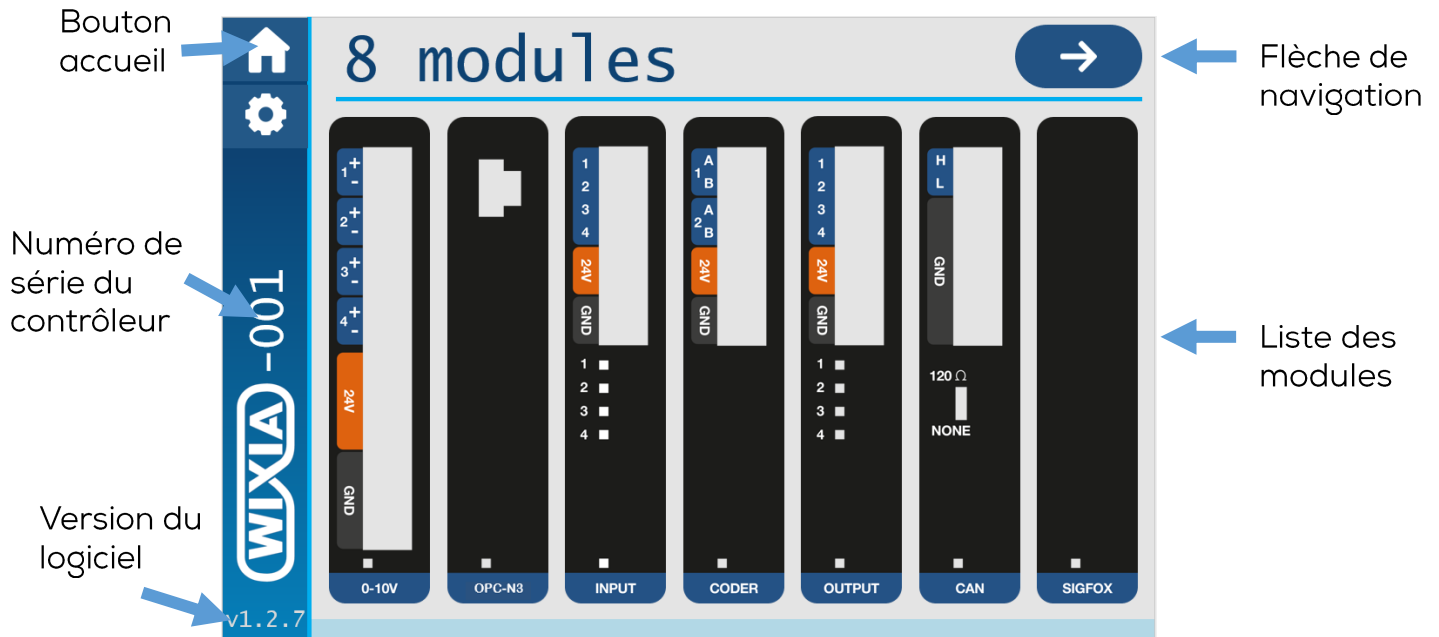 Bouton
accueil
8 modules
Flèche de
navigation
Numéro de
série du
contrôleur
WIXIA-001
Version du
logiciel
v1.2.7
Liste des
modules
1 + -
2 + -
3 + -
4 + -
24V
GND
0-10V
OPC-N3
1
2
3
4
24V
GND
1
2
3
4
INPUT
1 A B
2 A B
24V
GND
CODER
1
2
3
4
24V
GND
1
2
3
4
OUTPUT
H
L
GND
120 Ω
NONE
CAN
SIGFOX